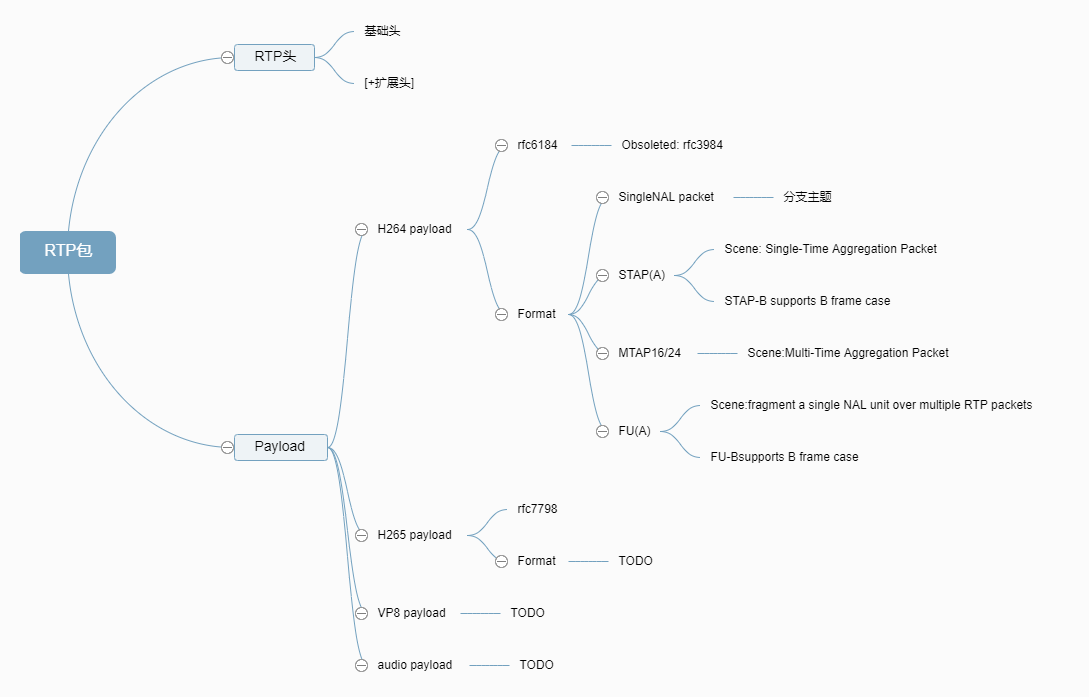 RTP包
RTP头
基础头
[+扩展头]
Payload
H264 payload
rfc6184
Obsoleted: rfc3984
Format
SingleNAL packet
分支主题
STAP(A)
Scene: Single-Time Aggregation Packet
STAP-B supports B frame case
MTAP16/24
Scene:Multi-Time Aggregation Packet
FU(A)
Scene:fragment a single NAL unit over multiple RTP packets
FU-Bsupports B frame case
H265 payload
rfc7798
Format
TODO
VP8 payload
TODO
audio payload
TODO